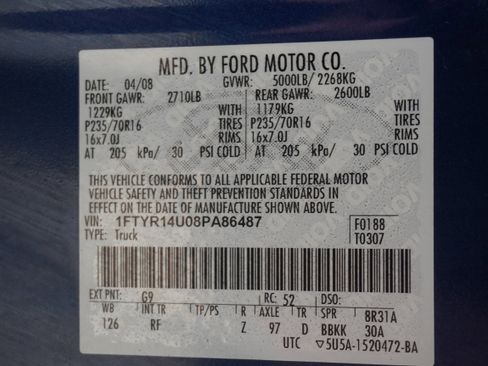 MFD. BY FORD MOTOR CO.
DATE: 04/08 GVWR: 5000LB/ 2268KG
FRONT GAWR: 2710LB REAR GAWR: 2600LB
1229KG WITH 1179KG WITH
P235/70R16 TIRES P235/70R16 TIRES
16x7.0J RIMS 16x7.0J RIMS
AT 205 kPa/ 30 PSI COLD AT 205 kPa/ 30 PSI COLD
THIS VEHICLE CONFORMS TO ALL APPLICABLE FEDERAL MOTOR
VEHICLE SAFETY AND THEFT PREVENTION STANDARDS IN
EFFECT ON THE DATE OF MANUFACTURE SHOWN ABOVE.
VIN: 1FTYR14U08PA86487 F0188
TYPE: Truck T0307
EXT PNT: G9 RC: 52 DSO:
WB INT TR TP/PS R AXLE TR SPR 8R31A
126 RF Z 97 D BBKK 30A
UTC ▽5U5A-1520472-BA